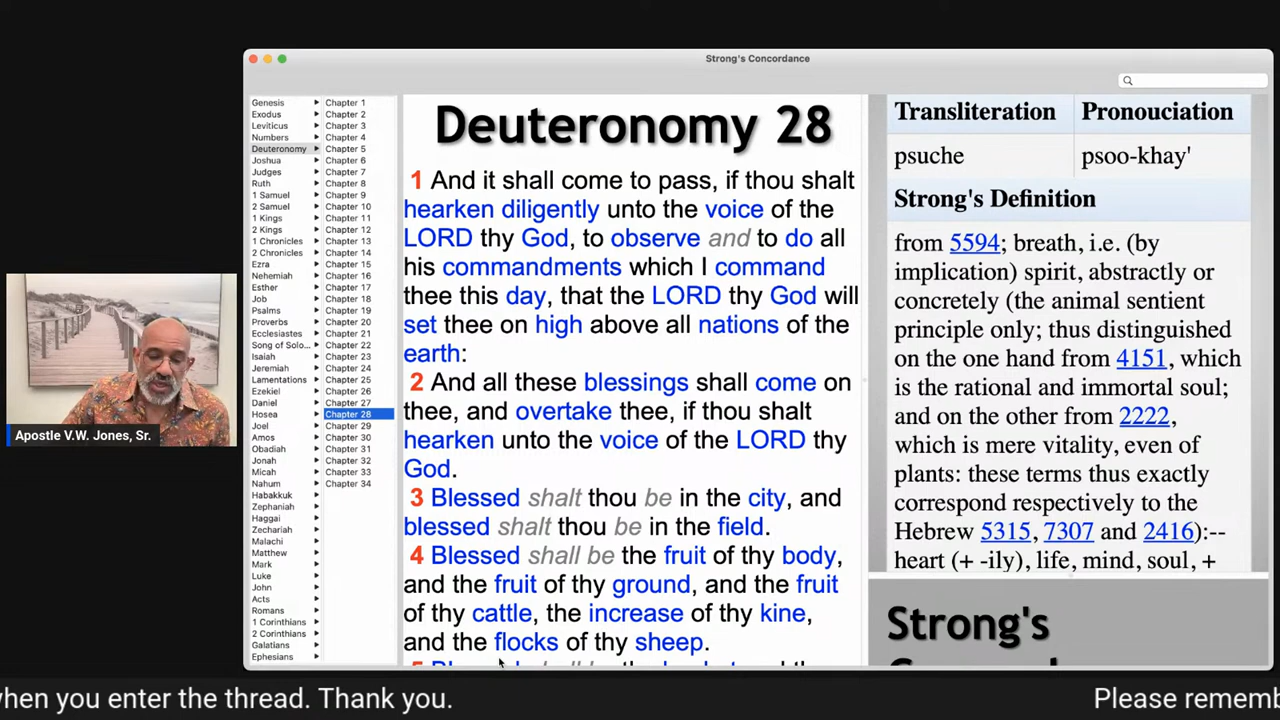 Strong's Concordance
Genesis
Exodus
Leviticus
Numbers
Deuteronomy
Joshua
Judges
Ruth
1 Samuel
2 Samuel
1 Kings
2 Kings
1 Chronicles
2 Chronicles
Ezra
Nehemiah
Esther
Job
Psalms
Proverbs
Ecclesiastes
Song of Solo...
Isaiah
Jeremiah
Lamentations
Ezekiel
Daniel
Hosea
Joel
Amos
Obadiah
Jonah
Micah
Nahum
Habakkuk
Zephaniah
Haggai
Zechariah
Malachi
Matthew
Mark
Luke
John
Acts
Romans
1 Corinthians
2 Corinthians
Galatians
Ephesians
Chapter 1
Chapter 2
Chapter 3
Chapter 4
Chapter 5
Chapter 6
Chapter 7
Chapter 8
Chapter 9
Chapter 10
Chapter 11
Chapter 12
Chapter 13
Chapter 14
Chapter 15
Chapter 16
Chapter 17
Chapter 18
Chapter 19
Chapter 20
Chapter 21
Chapter 22
Chapter 23
Chapter 24
Chapter 25
Chapter 26
Chapter 27
Chapter 28
Chapter 29
Chapter 30
Chapter 31
Chapter 32
Chapter 33
Chapter 34
Deuteronomy 28
1 And it shall come to pass, if thou shalt
hearken diligently unto the voice of the
LORD thy God, to observe and to do all
his commandments which I command
thee this day, that the LORD thy God will
set thee on high above all nations of the
earth:
2 And all these blessings shall come on
thee, and overtake thee, if thou shalt
hearken unto the voice of the LORD thy
God.
3 Blessed shalt thou be in the city, and
blessed shalt thou be in the field.
4 Blessed shall be the fruit of thy body,
and the fruit of thy ground, and the fruit
of thy cattle, the increase of thy kine,
and the flocks of thy sheep.
Transliteration Pronouciation
psuche psoo-khay'
Strong's Definition
from 5594; breath, i.e. (by
implication) spirit, abstractly or
concretely (the animal sentient
principle only; thus distinguished
on the one hand from 4151, which
is the rational and immortal soul;
and on the other from 2222,
which is mere vitality, even of
plants: these terms thus exactly
correspond respectively to the
Hebrew 5315, 7307 and 2416):--
heart (+ -ily), life, mind, soul, +
Strong's
Apostle V.W. Jones, Sr.
when you enter the thread. Thank you. Please rememb